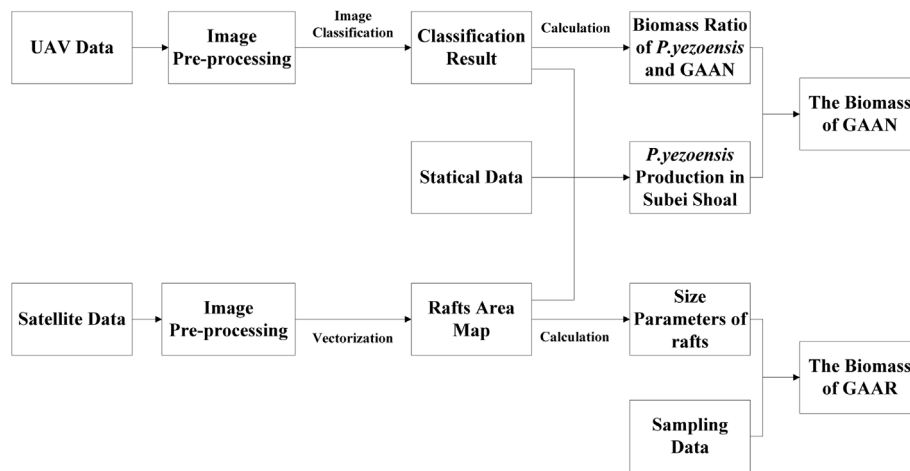 UAV Data
Image
Pre-processing
Image
Classification
Classification
Result
Calculation
Biomass Ratio
of P.yezoensis
and GAAN
The Biomass
of GAAN
Statical Data
P.yezoensis
Production in
Subei Shoal
Satellite Data
Image
Pre-processing
Vectorization
Rafts Area
Map
Calculation
Size
Parameters of
rafts
The Biomass
of GAAR
Sampling
Data